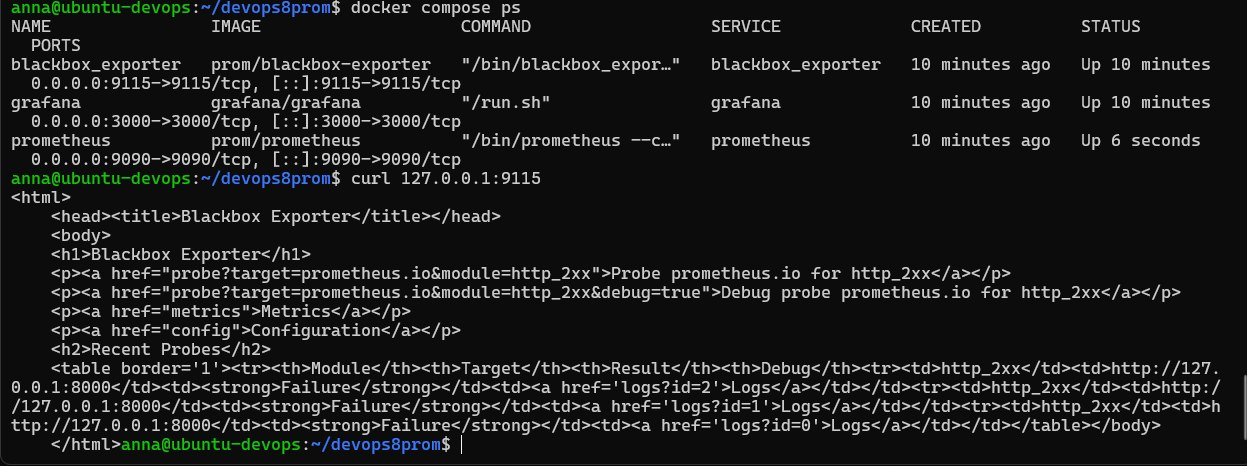 anna@ubuntu-devops:~/devops8prom$ docker compose ps
NAME                IMAGE                    COMMAND                  SERVICE             CREATED          STATUS
  PORTS
blackbox_exporter   prom/blackbox-exporter   "/bin/blackbox_expor…"   blackbox_exporter   10 minutes ago   Up 10 minutes
  0.0.0.0:9115->9115/tcp, [::]:9115->9115/tcp
grafana             grafana/grafana          "/run.sh"                grafana             10 minutes ago   Up 10 minutes
  0.0.0.0:3000->3000/tcp, [::]:3000->3000/tcp
prometheus          prom/prometheus          "/bin/prometheus --c…"   prometheus          10 minutes ago   Up 6 seconds
  0.0.0.0:9090->9090/tcp, [::]:9090->9090/tcp
anna@ubuntu-devops:~/devops8prom$ curl 127.0.0.1:9115
<html>
    <head><title>Blackbox Exporter</title></head>
    <body>
    <h1>Blackbox Exporter</h1>
    <p><a href="probe?target=prometheus.io&module=http_2xx">Probe prometheus.io for http_2xx</a></p>
    <p><a href="probe?target=prometheus.io&module=http_2xx&debug=true">Debug probe prometheus.io for http_2xx</a></p>
    <p><a href="metrics">Metrics</a></p>
    <p><a href="config">Configuration</a></p>
    <h2>Recent Probes</h2>
    <table border='1'><tr><th>Module</th><th>Target</th><th>Result</th><th>Debug</th><tr><td>http_2xx</td><td>http://127.
0.0.1:8000</td><td><strong>Failure</strong></td><td><a href='logs?id=2'>Logs</a></td></td><tr><td>http_2xx</td><td>http:/
/127.0.0.1:8000</td><td><strong>Failure</strong></td><td><a href='logs?id=1'>Logs</a></td></td><tr><td>http_2xx</td><td>h
ttp://127.0.0.1:8000</td><td><strong>Failure</strong></td><td><a href='logs?id=0'>Logs</a></td></td></table></body>
    </html>anna@ubuntu-devops:~/devops8prom$